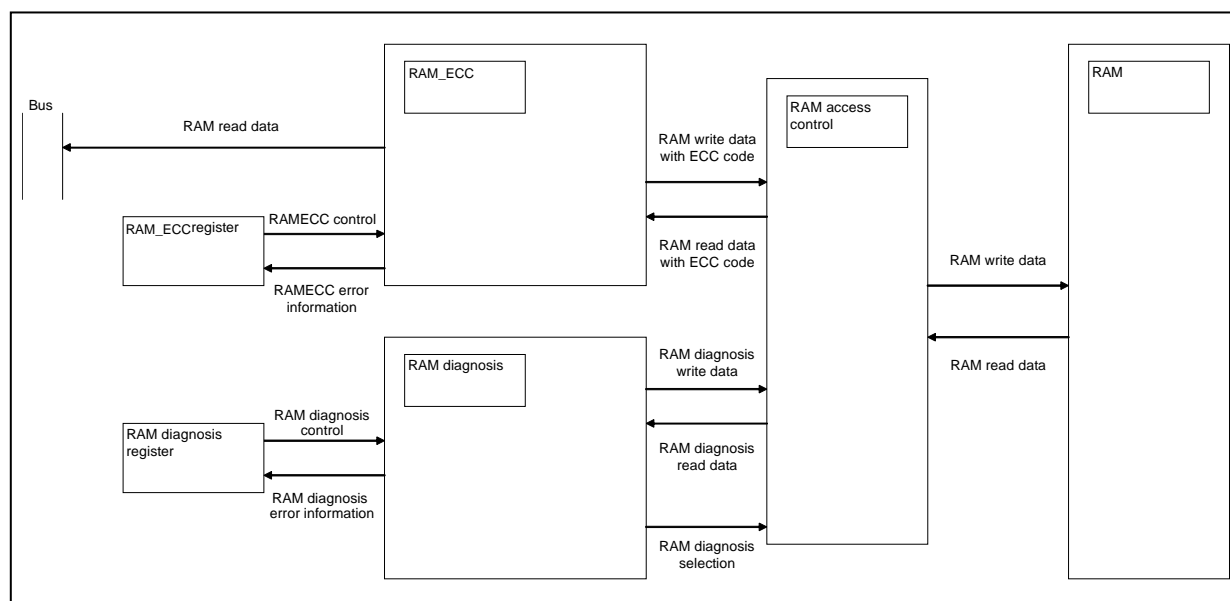 RAM_ECC
RAM
Bus
RAM access
control
RAM read data
RAM write data
with ECC code
RAM_ECCregister
RAMECC control
RAM read data
with ECC code
RAM write data
RAMECC error
information
RAM diagnosis
RAM diagnosis
write data
RAM read data
RAM diagnosis
control
RAM diagnosis
register
RAM diagnosis
read data
RAM diagnosis
error information
RAM diagnosis
selection